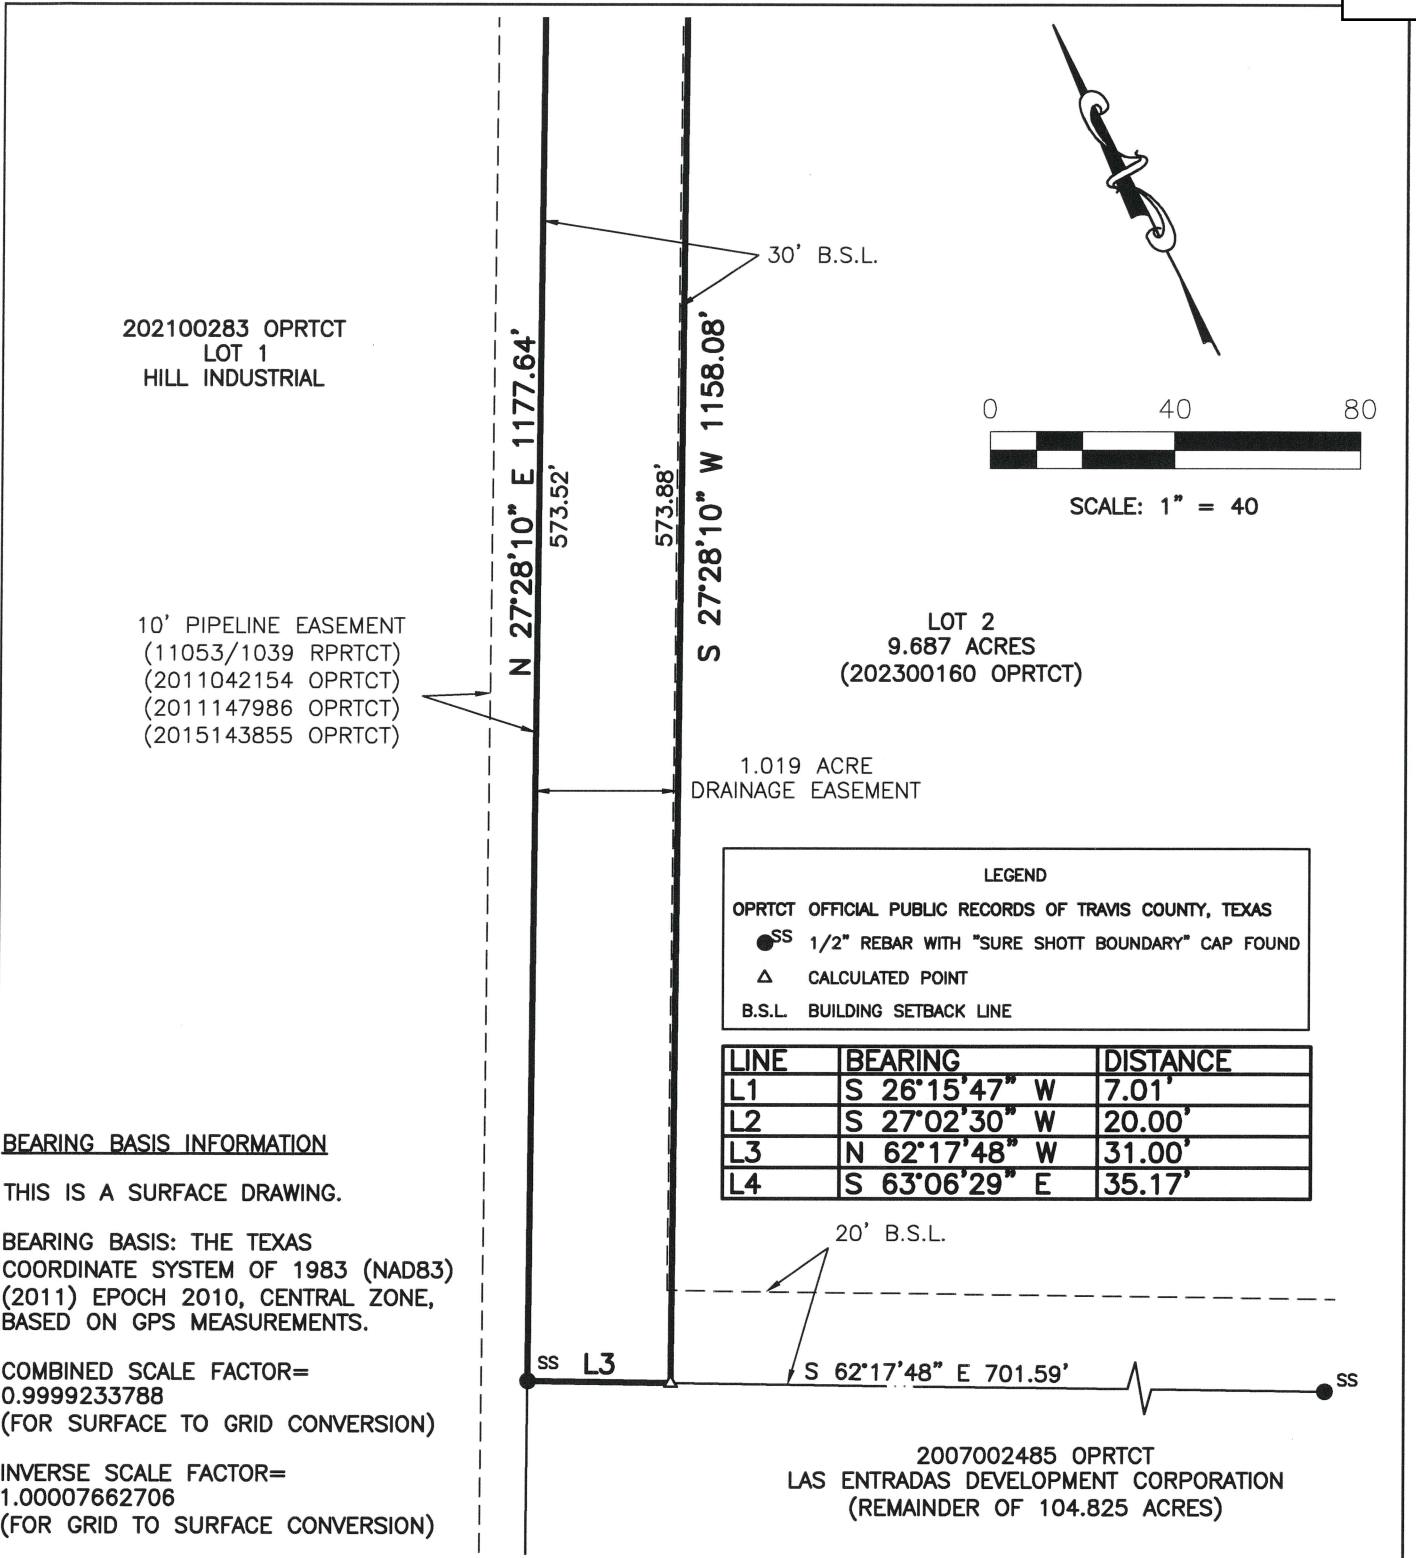 30' B.S.L.
202100283 OPRTCT
LOT 1
HILL INDUSTRIAL
N 27°28'10" E 1177.64'
573.52'
573.88'
S 27°28'10" W 1158.08'
0 40 80
SCALE: 1" = 40
10' PIPELINE EASEMENT
(11053/1039 RPRTCT)
(2011042154 OPRTCT)
(2011147986 OPRTCT)
(2015143855 OPRTCT)
LOT 2
9.687 ACRES
(202300160 OPRTCT)
1.019 ACRE
DRAINAGE EASEMENT
LEGEND
OPRTCT OFFICIAL PUBLIC RECORDS OF TRAVIS COUNTY, TEXAS
SS 1/2" REBAR WITH "SURE SHOTT BOUNDARY" CAP FOUND
CALCULATED POINT
B.S.L. BUILDING SETBACK LINE
LINE BEARING DISTANCE
L1 S 26°15'47" W 7.01'
L2 S 27°02'30" W 20.00'
L3 N 62°17'48" W 31.00'
L4 S 63°06'29" E 35.17'
BEARING BASIS INFORMATION
THIS IS A SURFACE DRAWING.
BEARING BASIS: THE TEXAS
COORDINATE SYSTEM OF 1983 (NAD83)
(2011) EPOCH 2010, CENTRAL ZONE,
BASED ON GPS MEASUREMENTS.
COMBINED SCALE FACTOR=
0.9999233788
(FOR SURFACE TO GRID CONVERSION)
INVERSE SCALE FACTOR=
1.00007662706
(FOR GRID TO SURFACE CONVERSION)
20' B.S.L.
SS L3
S 62°17'48" E 701.59'
SS
2007002485 OPRTCT
LAS ENTRADAS DEVELOPMENT CORPORATION
(REMAINDER OF 104.825 ACRES)